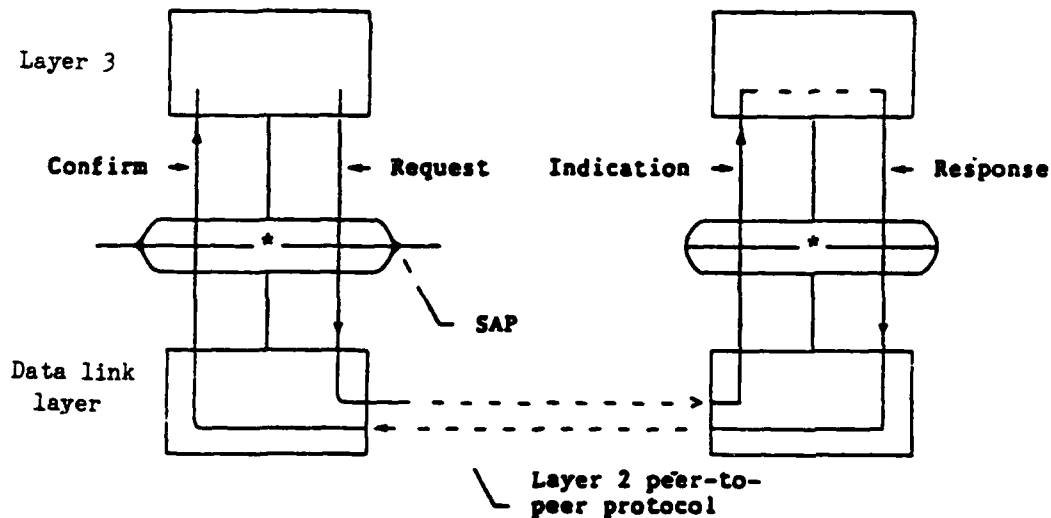 Layer 3
Confirm
Request
Indication
Response
*
*
SAP
Data link
layer
Layer 2 peer-to-
peer protocol